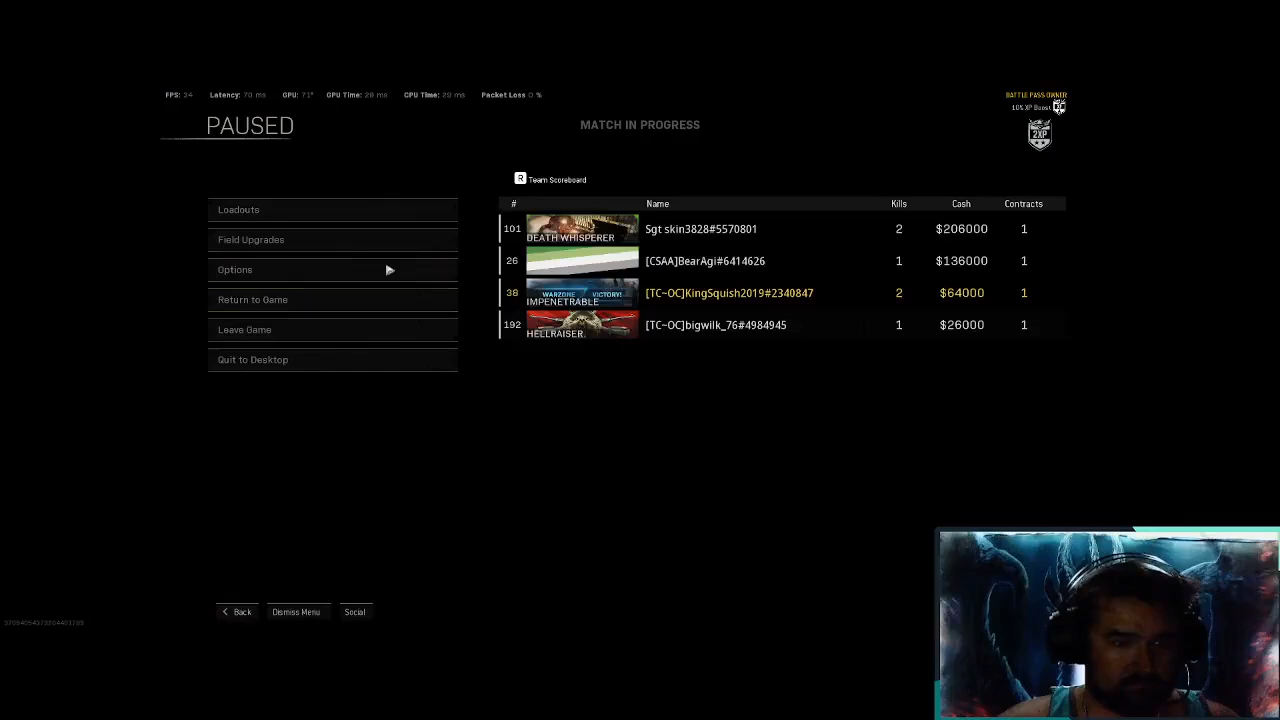 FPS: 34 Latency: 70 ms GPU: 71° GPU Time: 28 ms CPU Time: 29 ms Packet Loss 0 %
BATTLE PASS OWNER
10% XP Boost
2XP
PAUSED
MATCH IN PROGRESS
R Team Scoreboard
# Name Kills Cash Contracts
101 DEATH WHISPERER Sgt skin3828#5570801 2 $206000 1
26 [CSAA]BearAgi#6414626 1 $136000 1
38 WARZONE VICTORY! IMPENETRABLE [TC~OC]KingSquish2019#2340847 2 $64000 1
192 HELLRAISER [TC~OC]bigwilk_76#4984945 1 $26000 1
Loadouts
Field Upgrades
Options
Return to Game
Leave Game
Quit to Desktop
Back Dismiss Menu Social